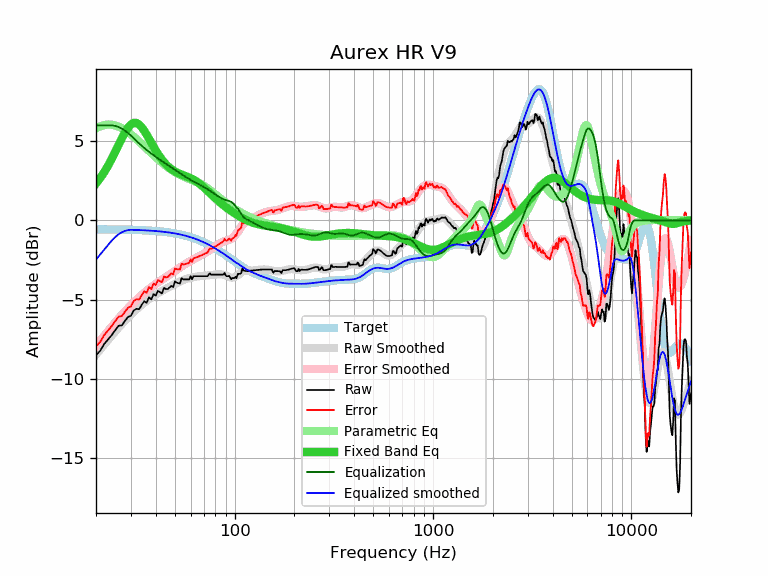 Aurex HR V9
Amplitude (dBr)
5
0
−5
−10
−15
Target
Raw Smoothed
Error Smoothed
Raw
Error
Parametric Eq
Fixed Band Eq
Equalization
Equalized smoothed
100
1000
10000
Frequency (Hz)